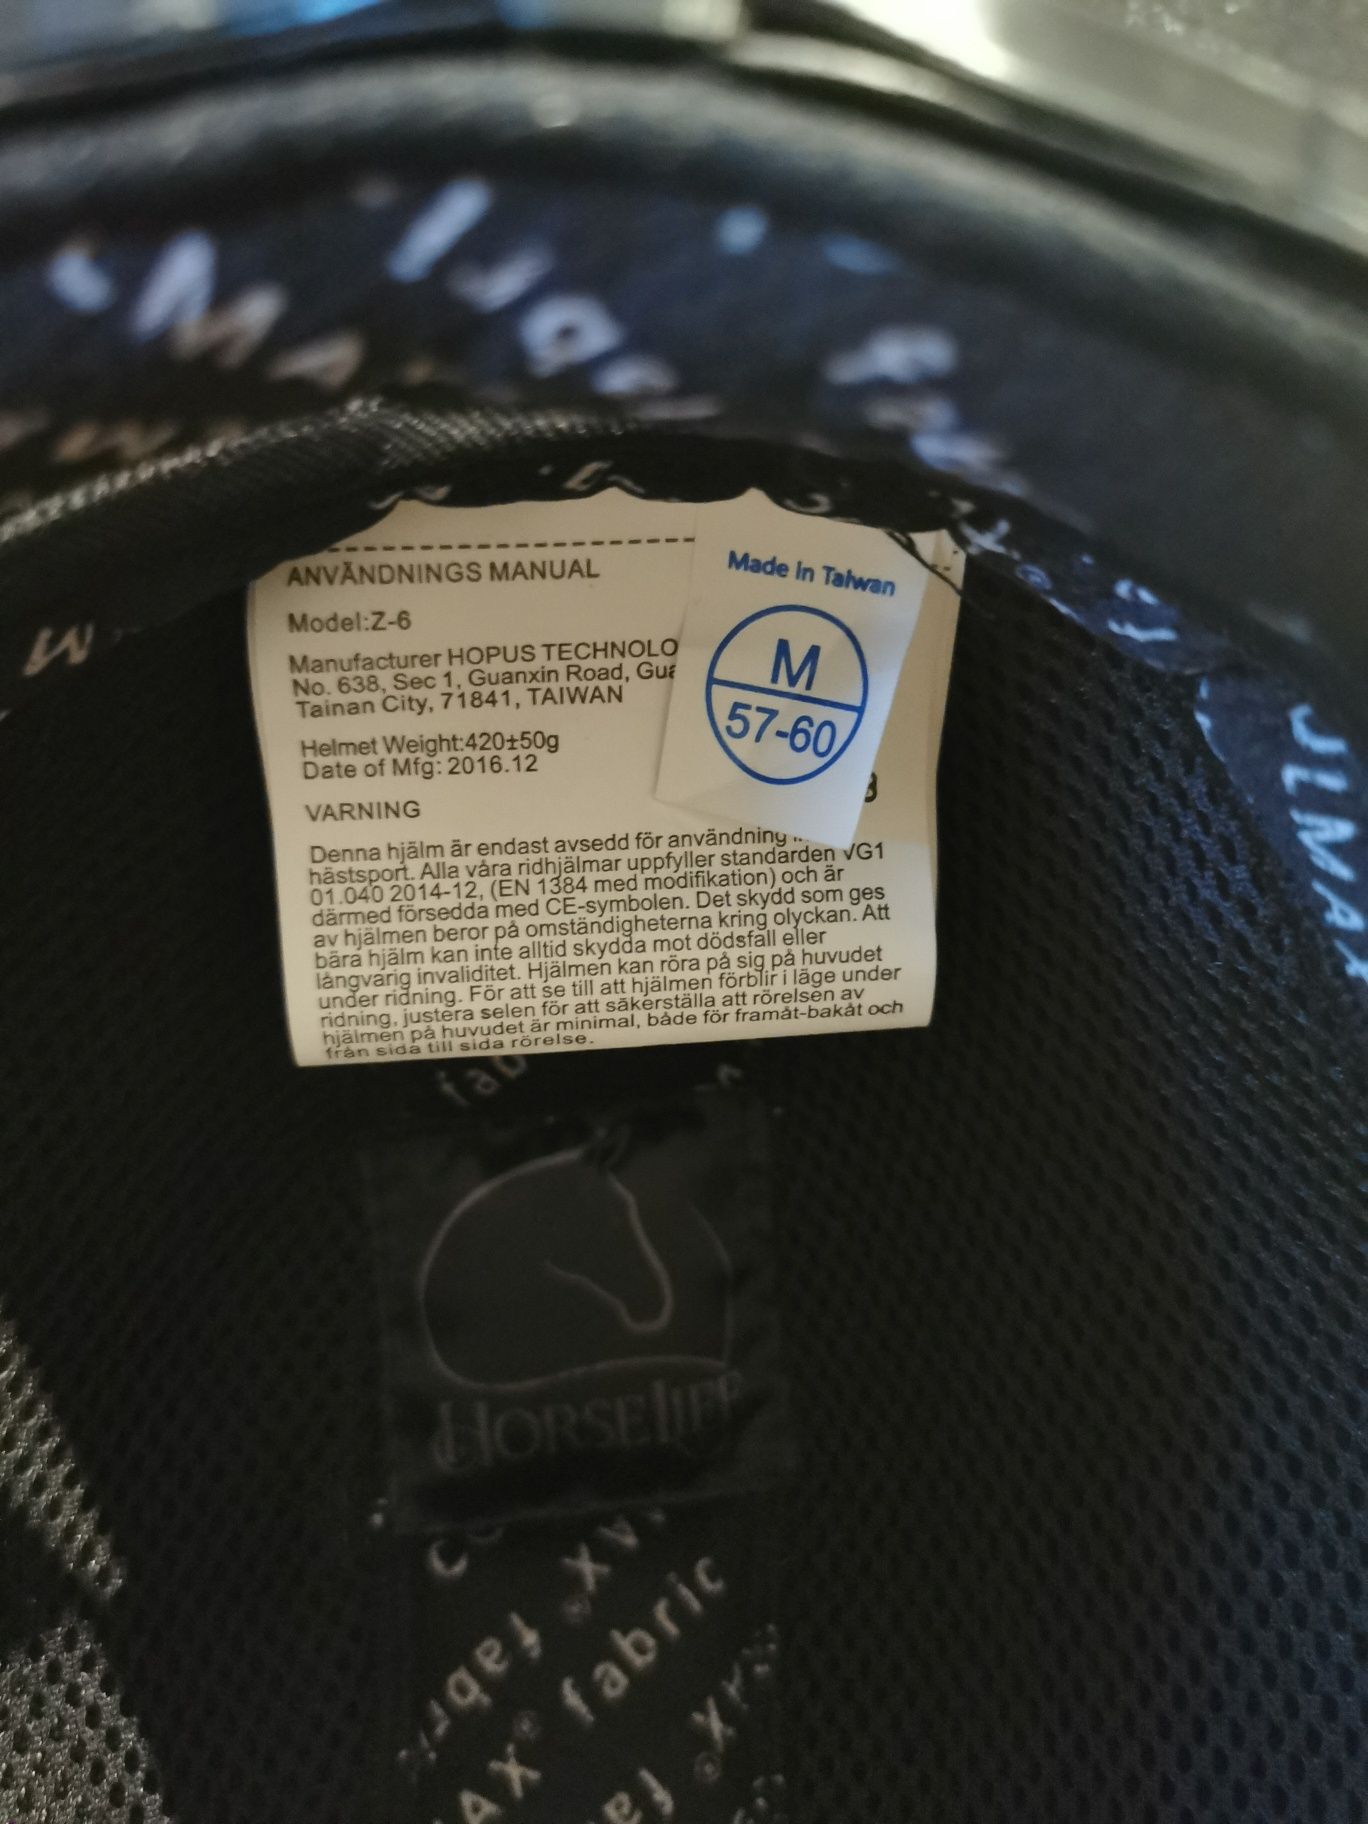 ANVÄNDNINGS MANUAL
Model:Z-6
Manufacturer HOPUS TECHNOLO
No. 638, Sec 1, Guanxin Road, Gua
Tainan City, 71841, TAIWAN
Helmet Weight:420±50g
Date of Mfg: 2016.12
Made In Taiwan
M
57-60
VARNING
Denna hjälm är endast avsedd för användning
hästsport. Alla våra ridhjälmar uppfyller standarden VG1
01.040 2014-12, (EN 1384 med modifikation) och är
därmed försedda med CE-symbolen. Det skydd som ges
av hjälmen beror på omständigheterna kring olyckan. Att
bära hjälm kan inte alltid skydda mot dödsfall eller
långvarig invaliditet. Hjälmen kan röra på sig på huvudet
under ridning. För att se till att hjälmen förblir i läge under
ridning, justera selen för att säkerställa att rörelsen av
hjälmen på huvudet är minimal, både för framåt-bakåt och
från sida till sida rörelse.
fab
HORSELIFE
AX® fabric